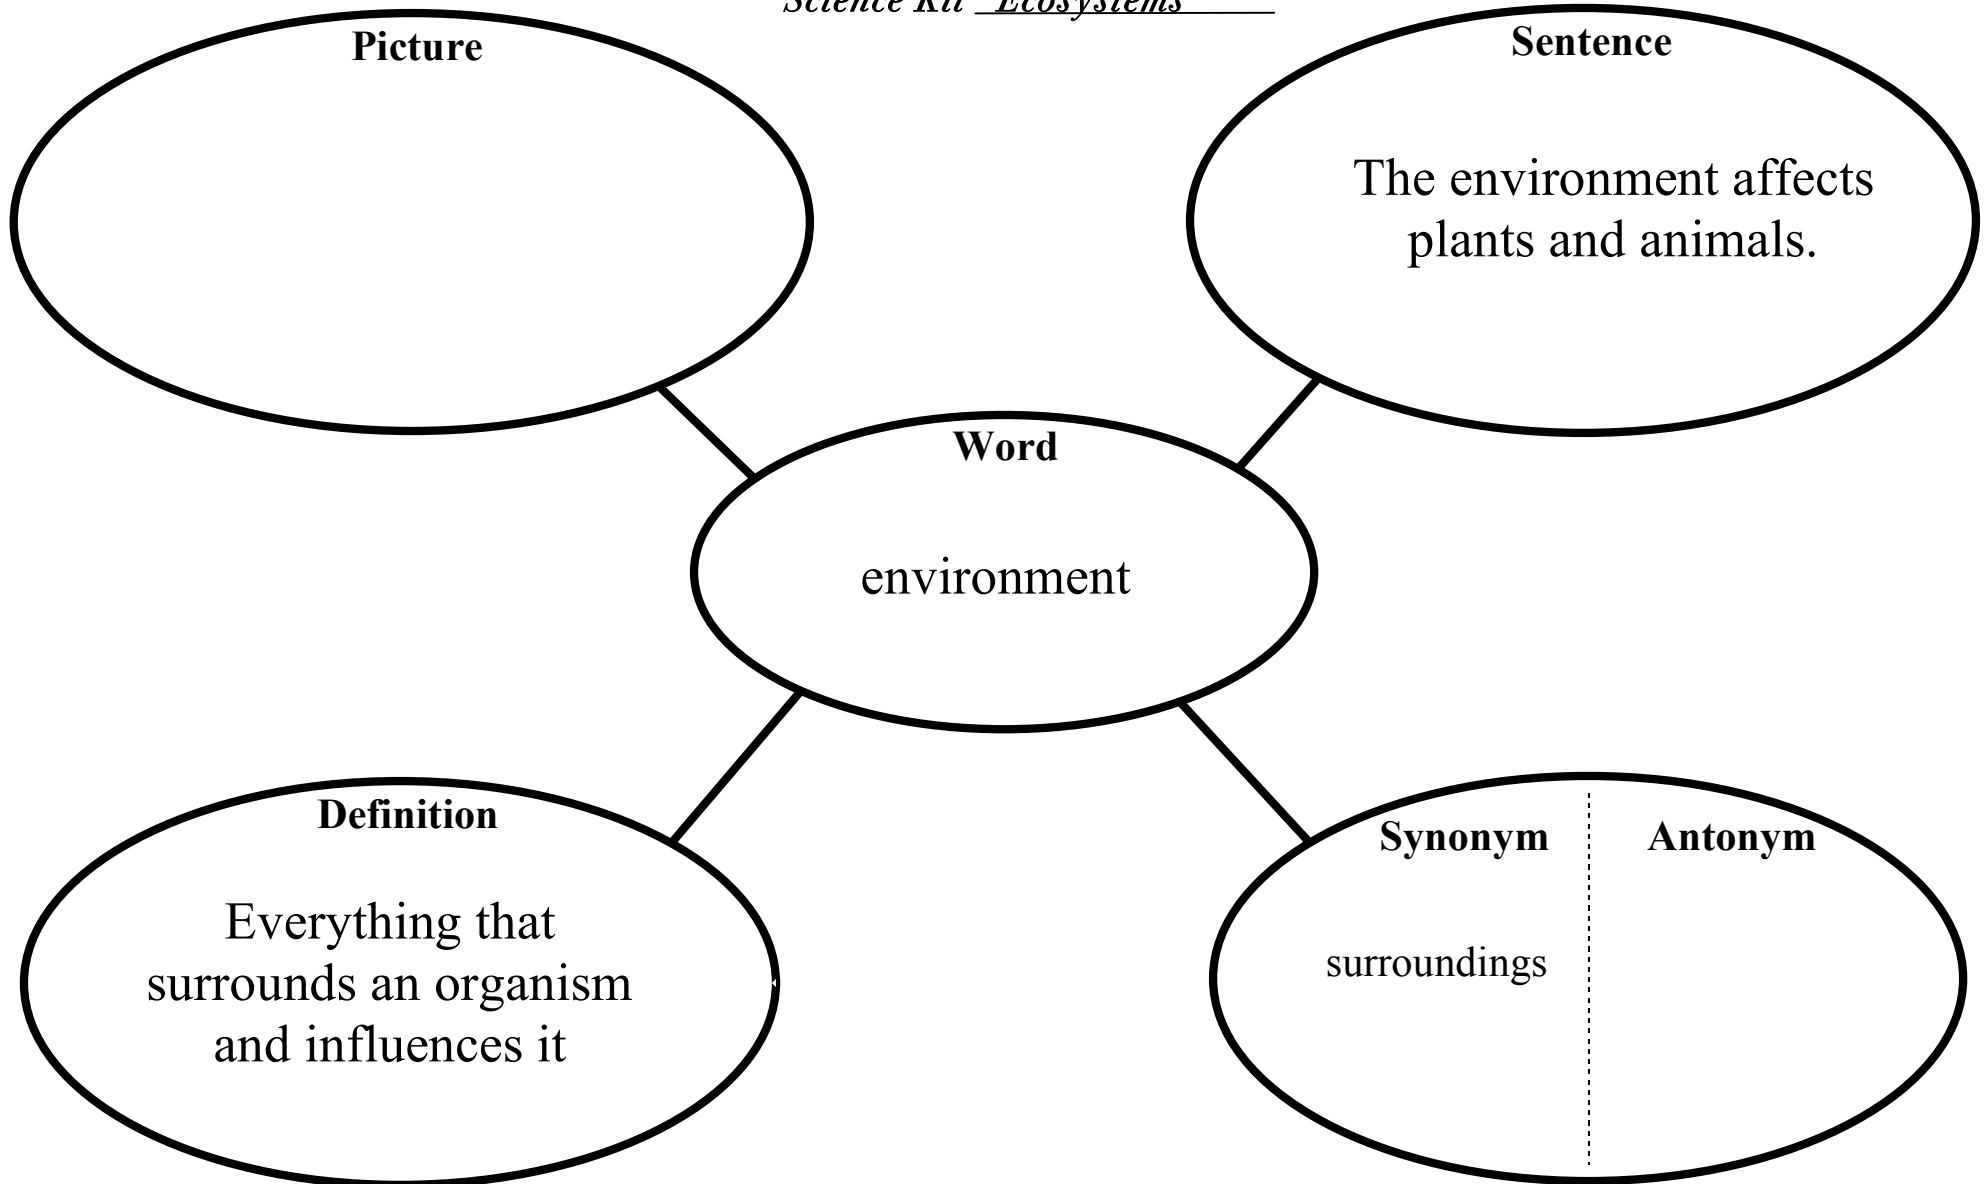 Science Kit Ecosystems
Picture
Sentence
The environment affects
plants and animals.
Word
environment
Definition
Everything that
surrounds an organism
and influences it
Synonym
Antonym
surroundings